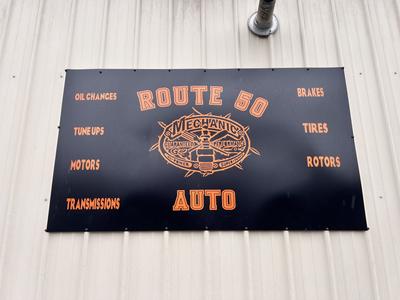 ROUTE 50
OIL CHANGES
TUNE UPS
MOTORS
TRANSMISSIONS
MECHANIC
BRAKES
TIRES
ROTORS
AUTO